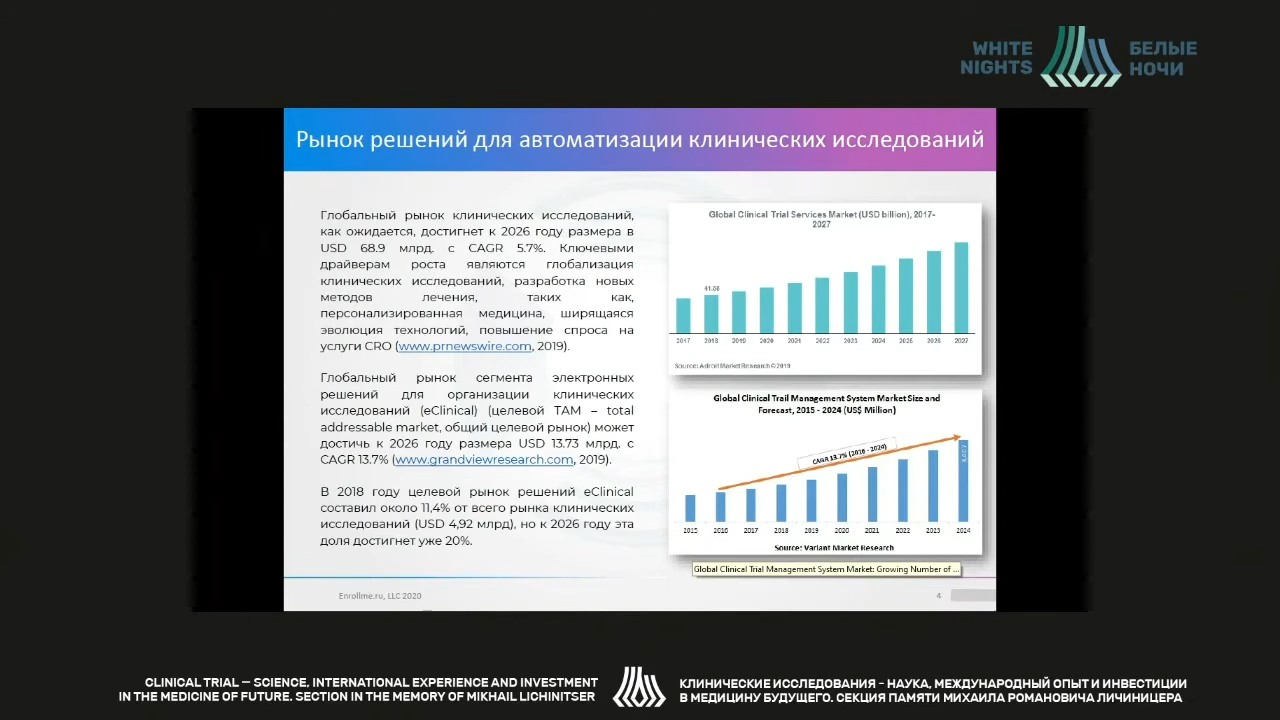 WHITE
NIGHTS
БЕЛЫЕ
НОЧИ
Рынок решений для автоматизации клинических исследований
Глобальный рынок клинических исследований,
как ожидается, достигнет к 2026 году размера в
USD 68.9 млрд. с CAGR 5.7%. Ключевыми
драйверам роста являются глобализация
клинических исследований, разработка новых
методов лечения, таких как,
персонализированная медицина, ширящаяся
эволюция технологий, повышение спроса на
услуги CRO (www.prnewswire.com, 2019).
Глобальный рынок сегмента электронных
решений для организации клинических
исследований (eClinical) (целевой TAM – total
addressable market, общий целевой рынок) может
достичь к 2026 году размера USD 13.73 млрд. с
CAGR 13.7% (www.grandviewresearch.com, 2019).
В 2018 году целевой рынок решений eClinical
составил около 11,4% от всего рынка клинических
исследований (USD 4,92 млрд), но к 2026 году эта
доля достигнет уже 20%.
Global Clinical Trial Services Market (USD billion), 2017-
2027
2017 2018 2019 2020 2021 2022 2023 2024 2025 2026 2027
Source: Adroit Market Research © 2019
Global Clinical Trail Management System Market Size and
Forecast, 2015 - 2024 (US$ Million)
CAGR 13.7% (2016 - 2024)
2015 2016 2017 2018 2019 2020 2021 2022 2023 2024
Source: Variant Market Research
Global Clinical Trial Management System Market: Growing Number of ...
Enrollme.ru, LLC 2020
4
CLINICAL TRIAL — SCIENCE, INTERNATIONAL EXPERIENCE AND INVESTMENT
IN THE MEDICINE OF FUTURE. SECTION IN THE MEMORY OF MIKHAIL LICHINITSER
КЛИНИЧЕСКИЕ ИССЛЕДОВАНИЯ – НАУКА, МЕЖДУНАРОДНЫЙ ОПЫТ И ИНВЕСТИЦИИ
В МЕДИЦИНУ БУДУЩЕГО. СЕКЦИЯ ПАМЯТИ МИХАИЛА РОМАНОВИЧА ЛИЧИНИЦЕРА